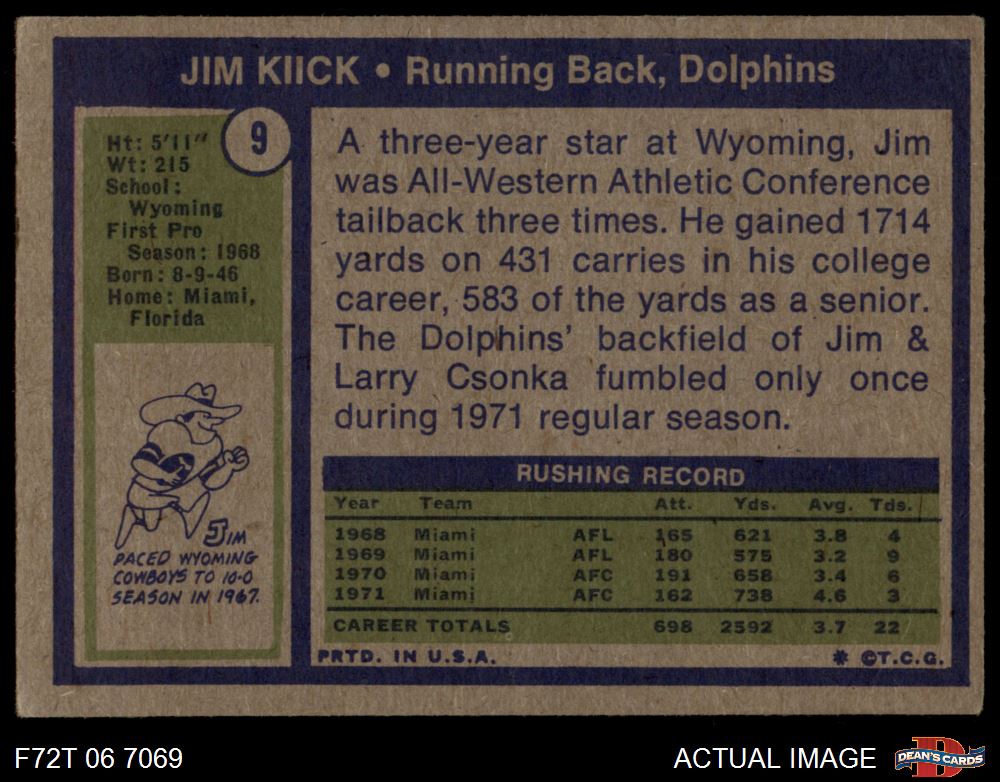 JIM KIICK • Running Back, Dolphins
9
Ht: 5'11"
Wt: 215
School:
Wyoming
First Pro
Season: 1968
Born: 8-9-46
Home: Miami,
Florida
JIM
PACED WYOMING
COWBOYS TO 10-0
SEASON IN 1967.
A three-year star at Wyoming, Jim
was All-Western Athletic Conference
tailback three times. He gained 1714
yards on 431 carries in his college
career, 583 of the yards as a senior.
The Dolphins' backfield of Jim &
Larry Csonka fumbled only once
during 1971 regular season.
RUSHING RECORD
Year Team Att. Yds. Avg. Tds.
1968 Miami AFL 165 621 3.8 4
1969 Miami AFL 180 575 3.2 9
1970 Miami AFC 191 658 3.4 6
1971 Miami AFC 162 738 4.6 3
CAREER TOTALS 698 2592 3.7 22
PRTD. IN U.S.A. * ©T.C.G.
F72T 06 7069
ACTUAL IMAGE
D
DEAN'S CARDS